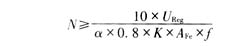 N ≥ 10 × U_Reg / α × 0.8 × K × A_Fe × f